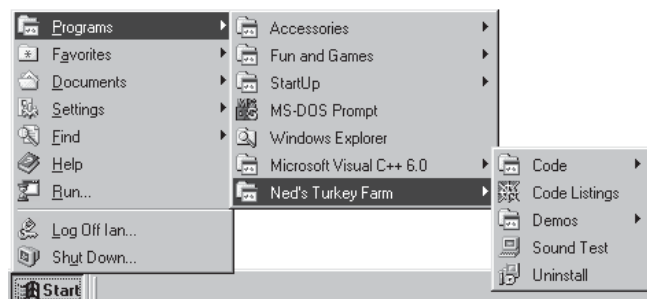 Programs
Favorites
Documents
Settings
Find
Help
Run...
Log Off Ian...
Shut Down...
Start
Accessories
Fun and Games
StartUp
MS-DOS Prompt
Windows Explorer
Microsoft Visual C++ 6.0
Ned's Turkey Farm
Code
Code Listings
Demos
Sound Test
Uninstall